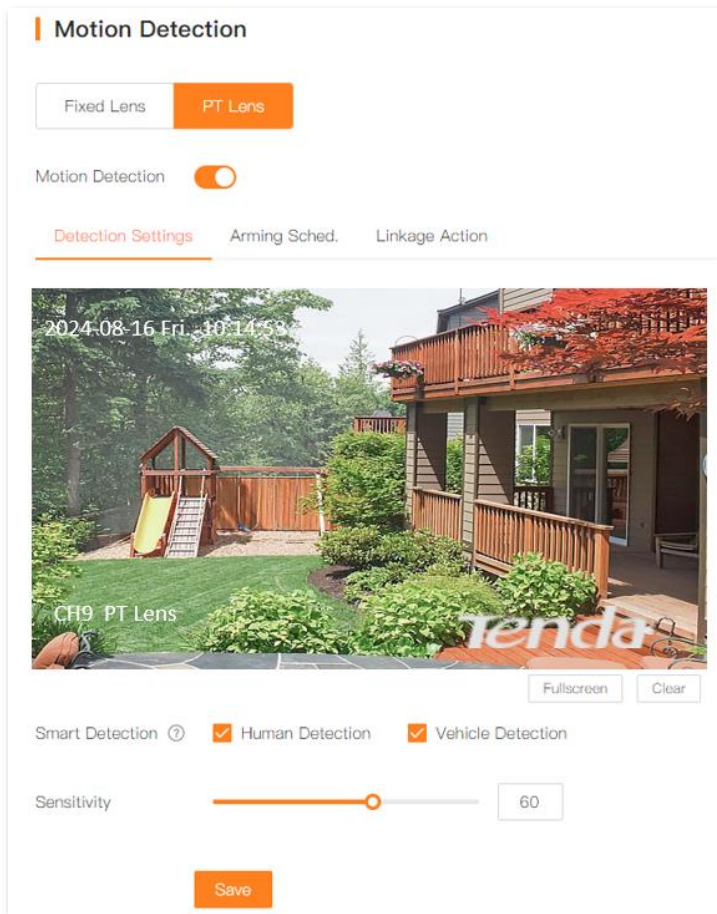 Motion Detection
Fixed Lens PT Lens
Motion Detection
Detection Settings Arming Sched. Linkage Action
2024-08-16 Fri. 10:14:53
CH9 PT Lens
Tenda
Fullscreen Clear
Smart Detection ? Human Detection Vehicle Detection
Sensitivity 60
Save